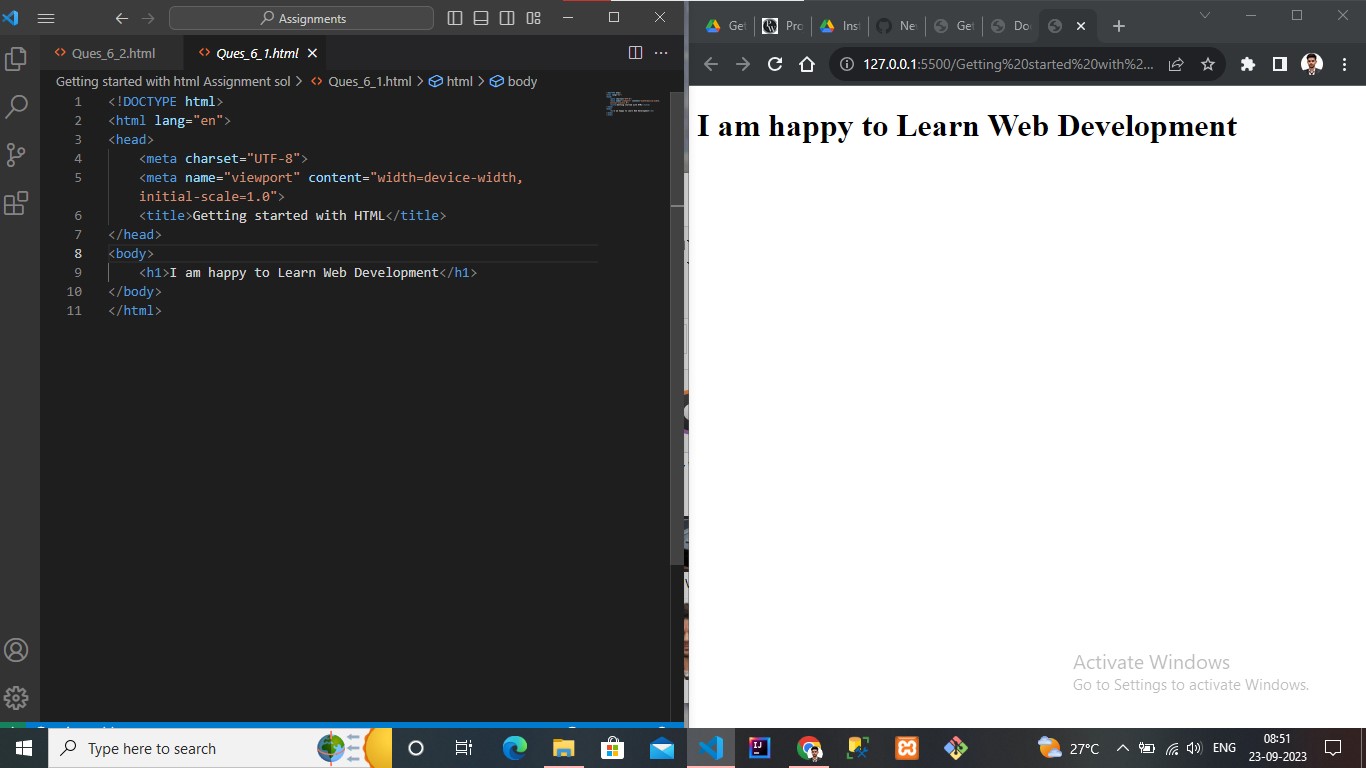 Assignments
Ques_6_2.html
Ques_6_1.html
Getting started with html Assignment sol > Ques_6_1.html > html > body
1 <!DOCTYPE html>
2 <html lang="en">
3 <head>
4 <meta charset="UTF-8">
5 <meta name="viewport" content="width=device-width,
initial-scale=1.0">
6 <title>Getting started with HTML</title>
7 </head>
8 <body>
9 <h1>I am happy to Learn Web Development</h1>
10 </body>
11 </html>
Get Pro Inst Ne Get Do
127.0.0.1:5500/Getting%20started%20with%2...
I am happy to Learn Web Development
Activate Windows
Go to Settings to activate Windows.
Type here to search
IJ
27°C
ENG
08:51
23-09-2023